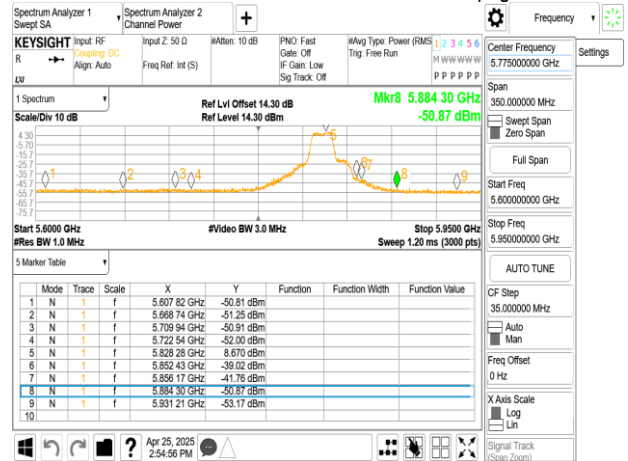 Spectrum Analyzer 1
Swept SA
Spectrum Analyzer 2
Channel Power
+
Frequency
KEYSIGHT
R
Input: RF
Coupling: DC
Align: Auto
Input Z: 50 Ω
Freq Ref: Int (S)
#Atten: 10 dB
PNO: Fast
Gate: Off
IF Gain: Low
Sig Track: Off
#Avg Type: Power (RMS
Trig: Free Run
1 2 3 4 5 6
M W W W W W
P P P P P P
LXI
Center Frequency
5.775000000 GHz
Settings
Span
350.000000 MHz
Swept Span
Zero Span
Full Span
Start Freq
5.600000000 GHz
Stop Freq
5.950000000 GHz
AUTO TUNE
CF Step
35.000000 MHz
Auto
Man
Freq Offset
0 Hz
X Axis Scale
Log
Lin
Signal Track
(Span Zoom)
1 Spectrum
Scale/Div 10 dB
Ref Lvl Offset 14.30 dB
Ref Level 14.30 dBm
Mkr8 5.884 30 GHz
-50.87 dBm
4.30
-5.70
-15.7
-25.7
-35.7
-45.7
-55.7
-65.7
-75.7
1 2 3 4 5 6 7 8 9
Start 5.6000 GHz
#Res BW 1.0 MHz
#Video BW 3.0 MHz
Stop 5.9500 GHz
Sweep 1.20 ms (3000 pts)
5 Marker Table
Mode Trace Scale X Y Function Function Width Function Value
1 N 1 f 5.607 82 GHz -50.81 dBm
2 N 1 f 5.668 74 GHz -51.25 dBm
3 N 1 f 5.709 94 GHz -50.91 dBm
4 N 1 f 5.722 54 GHz -52.00 dBm
5 N 1 f 5.828 28 GHz 8.670 dBm
6 N 1 f 5.852 43 GHz -39.02 dBm
7 N 1 f 5.856 17 GHz -41.76 dBm
8 N 1 f 5.884 30 GHz -50.87 dBm
9 N 1 f 5.931 21 GHz -53.17 dBm
10
?
Apr 25, 2025
2:54:56 PM